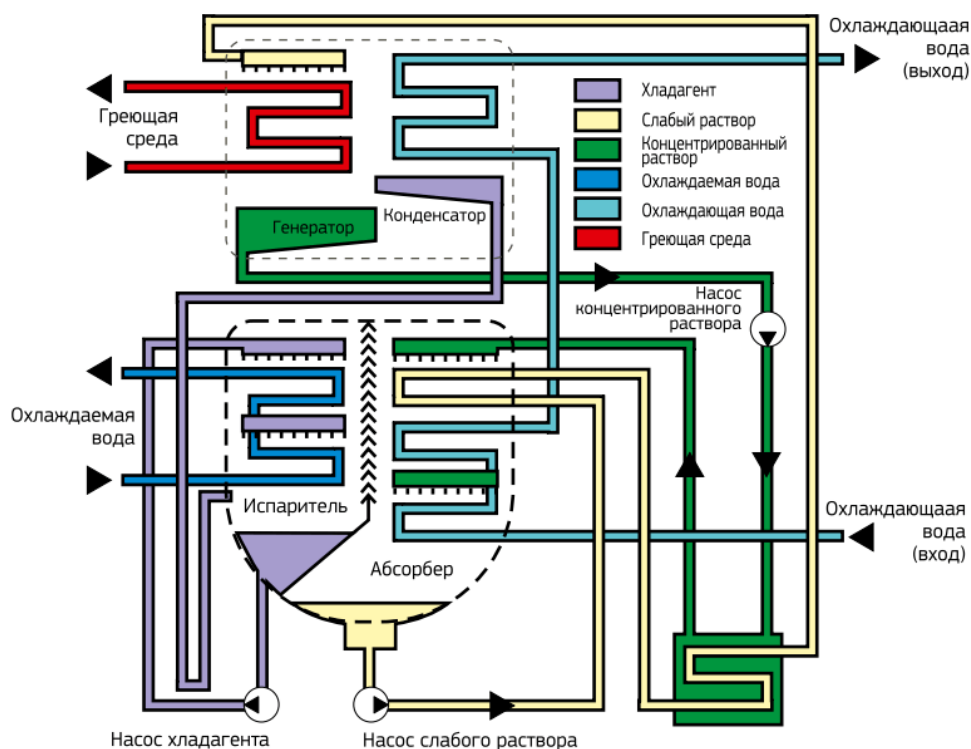 Охлаждающаая
вода
(выход)
Греющая
среда
Хладагент
Слабый раствор
Концентрированный
раствор
Охлаждаемая вода
Охлаждающая вода
Греющая среда
Конденсатор
Генератор
Насос
концентрированного
раствора
Охлаждаемая
вода
Испаритель
Абсорбер
Охлаждающаая
вода
(вход)
Насос хладагента
Насос слабого раствора